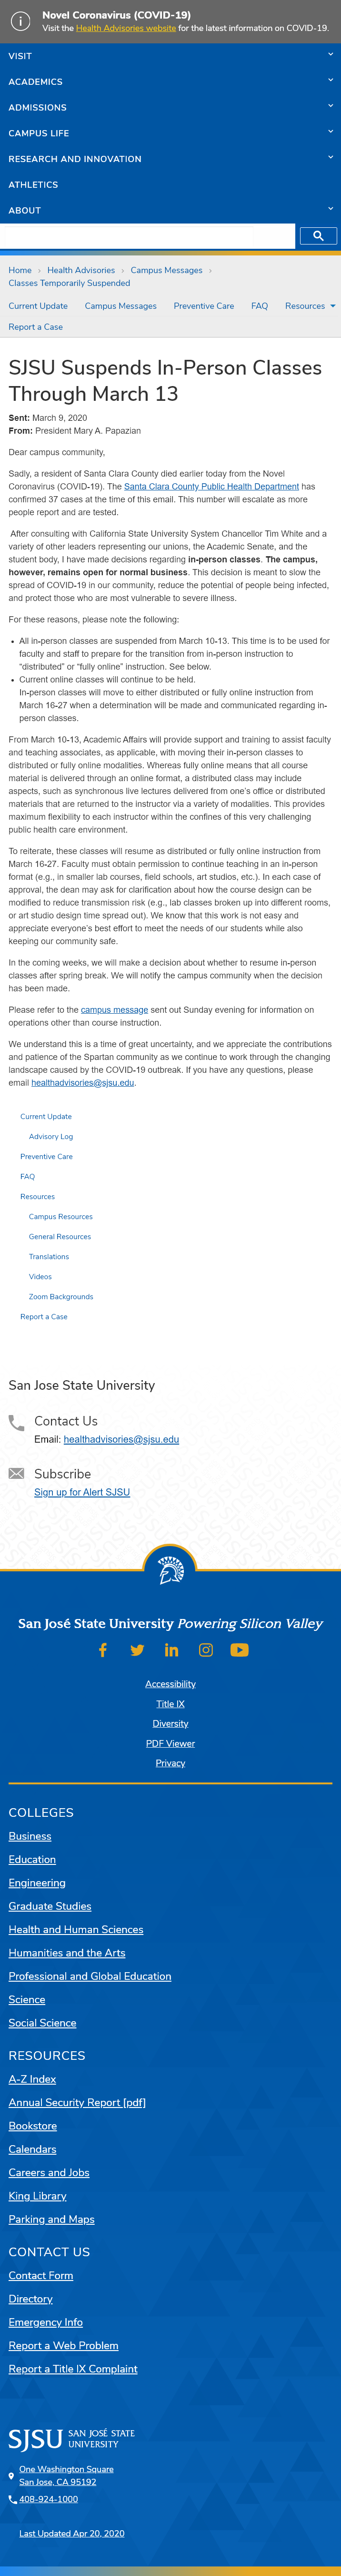 Novel Coronavirus (COVID-19)
Visit the Health Advisories website for the latest information on COVID-19.
VISIT
ACADEMICS
ADMISSIONS
CAMPUS LIFE
RESEARCH AND INNOVATION
ATHLETICS
ABOUT
Home › Health Advisories › Campus Messages ›
Classes Temporarily Suspended
Current Update Campus Messages Preventive Care FAQ Resources
Report a Case
SJSU Suspends In-Person Classes
Through March 13
Sent: March 9, 2020
From: President Mary A. Papazian
Dear campus community,
Sadly, a resident of Santa Clara County died earlier today from the Novel
Coronavirus (COVID-19). The Santa Clara County Public Health Department has
confirmed 37 cases at the time of this email. This number will escalate as more
people report and are tested.
After consulting with California State University System Chancellor Tim White and a
variety of other leaders representing our unions, the Academic Senate, and the
student body, I have made decisions regarding in-person classes. The campus,
however, remains open for normal business. This decision is meant to slow the
spread of COVID-19 in our community, reduce the potential of people being infected,
and protect those who are most vulnerable to severe illness.
For these reasons, please note the following:
• All in-person classes are suspended from March 10-13. This time is to be used for
faculty and staff to prepare for the transition from in-person instruction to
“distributed” or “fully online” instruction. See below.
• Current online classes will continue to be held.
In-person classes will resume as distributed or fully online instruction from
March 16-27 when a determination will be made and communicated regarding in-
person classes.
From March 10-13, Academic Affairs will provide support and training to assist faculty
and teaching associates, as applicable, with moving their in-person classes to
distributed or fully online modalities. Whereas fully online means that all course
material is delivered through an online format, a distributed class may include
aspects, such as synchronous live lectures delivered from one’s office or distributed
materials that are returned to the instructor via a variety of modalities. This provides
maximum flexibility to each instructor within the confines of this very challenging
public health care environment.
To reiterate, these classes will resume as distributed or fully online instruction from
March 16-27. Faculty must obtain permission to continue teaching in an in-person
format (e.g., in smaller lab courses, field schools, art studios, etc.). In each case of
approval, the dean may ask for clarification about how the course design can be
modified to reduce transmission risk (e.g., lab courses broken up into different rooms,
or art studio design time spread out). We know that this work is not easy and
appreciate everyone’s efforts to meet the needs of our students while also
keeping our community safe.
In the coming weeks, we will make a decision about whether to resume in-person
classes after spring break. We will notify the campus community when the decision
has been made.
Please refer to the campus message sent out Sunday evening for information on
operations other than course instruction.
We understand this is a time of great uncertainty, and we appreciate the contributions
and patience of the Spartan community as we continue to work through the changing
landscape caused by the COVID-19 outbreak. If you have any questions, please
email healthadvisories@sjsu.edu.
Current Update
Advisory Log
Preventive Care
FAQ
Resources
Campus Resources
General Resources
Translations
Videos
Zoom Backgrounds
Report a Case
San Jose State University
Contact Us
Email: healthadvisories@sjsu.edu
Subscribe
Sign up for Alert SJSU
San José State University Powering Silicon Valley
Accessibility
Title IX
Diversity
PDF Viewer
Privacy
COLLEGES
Business
Education
Engineering
Graduate Studies
Health and Human Sciences
Humanities and the Arts
Professional and Global Education
Science
Social Science
RESOURCES
A-Z Index
Annual Security Report [pdf]
Bookstore
Calendars
Careers and Jobs
King Library
Parking and Maps
CONTACT US
Contact Form
Directory
Emergency Info
Report a Web Problem
Report a Title IX Complaint
SJSU SAN JOSÉ STATE
UNIVERSITY
One Washington Square
San Jose, CA 95192
408-924-1000
Last Updated Apr 20, 2020